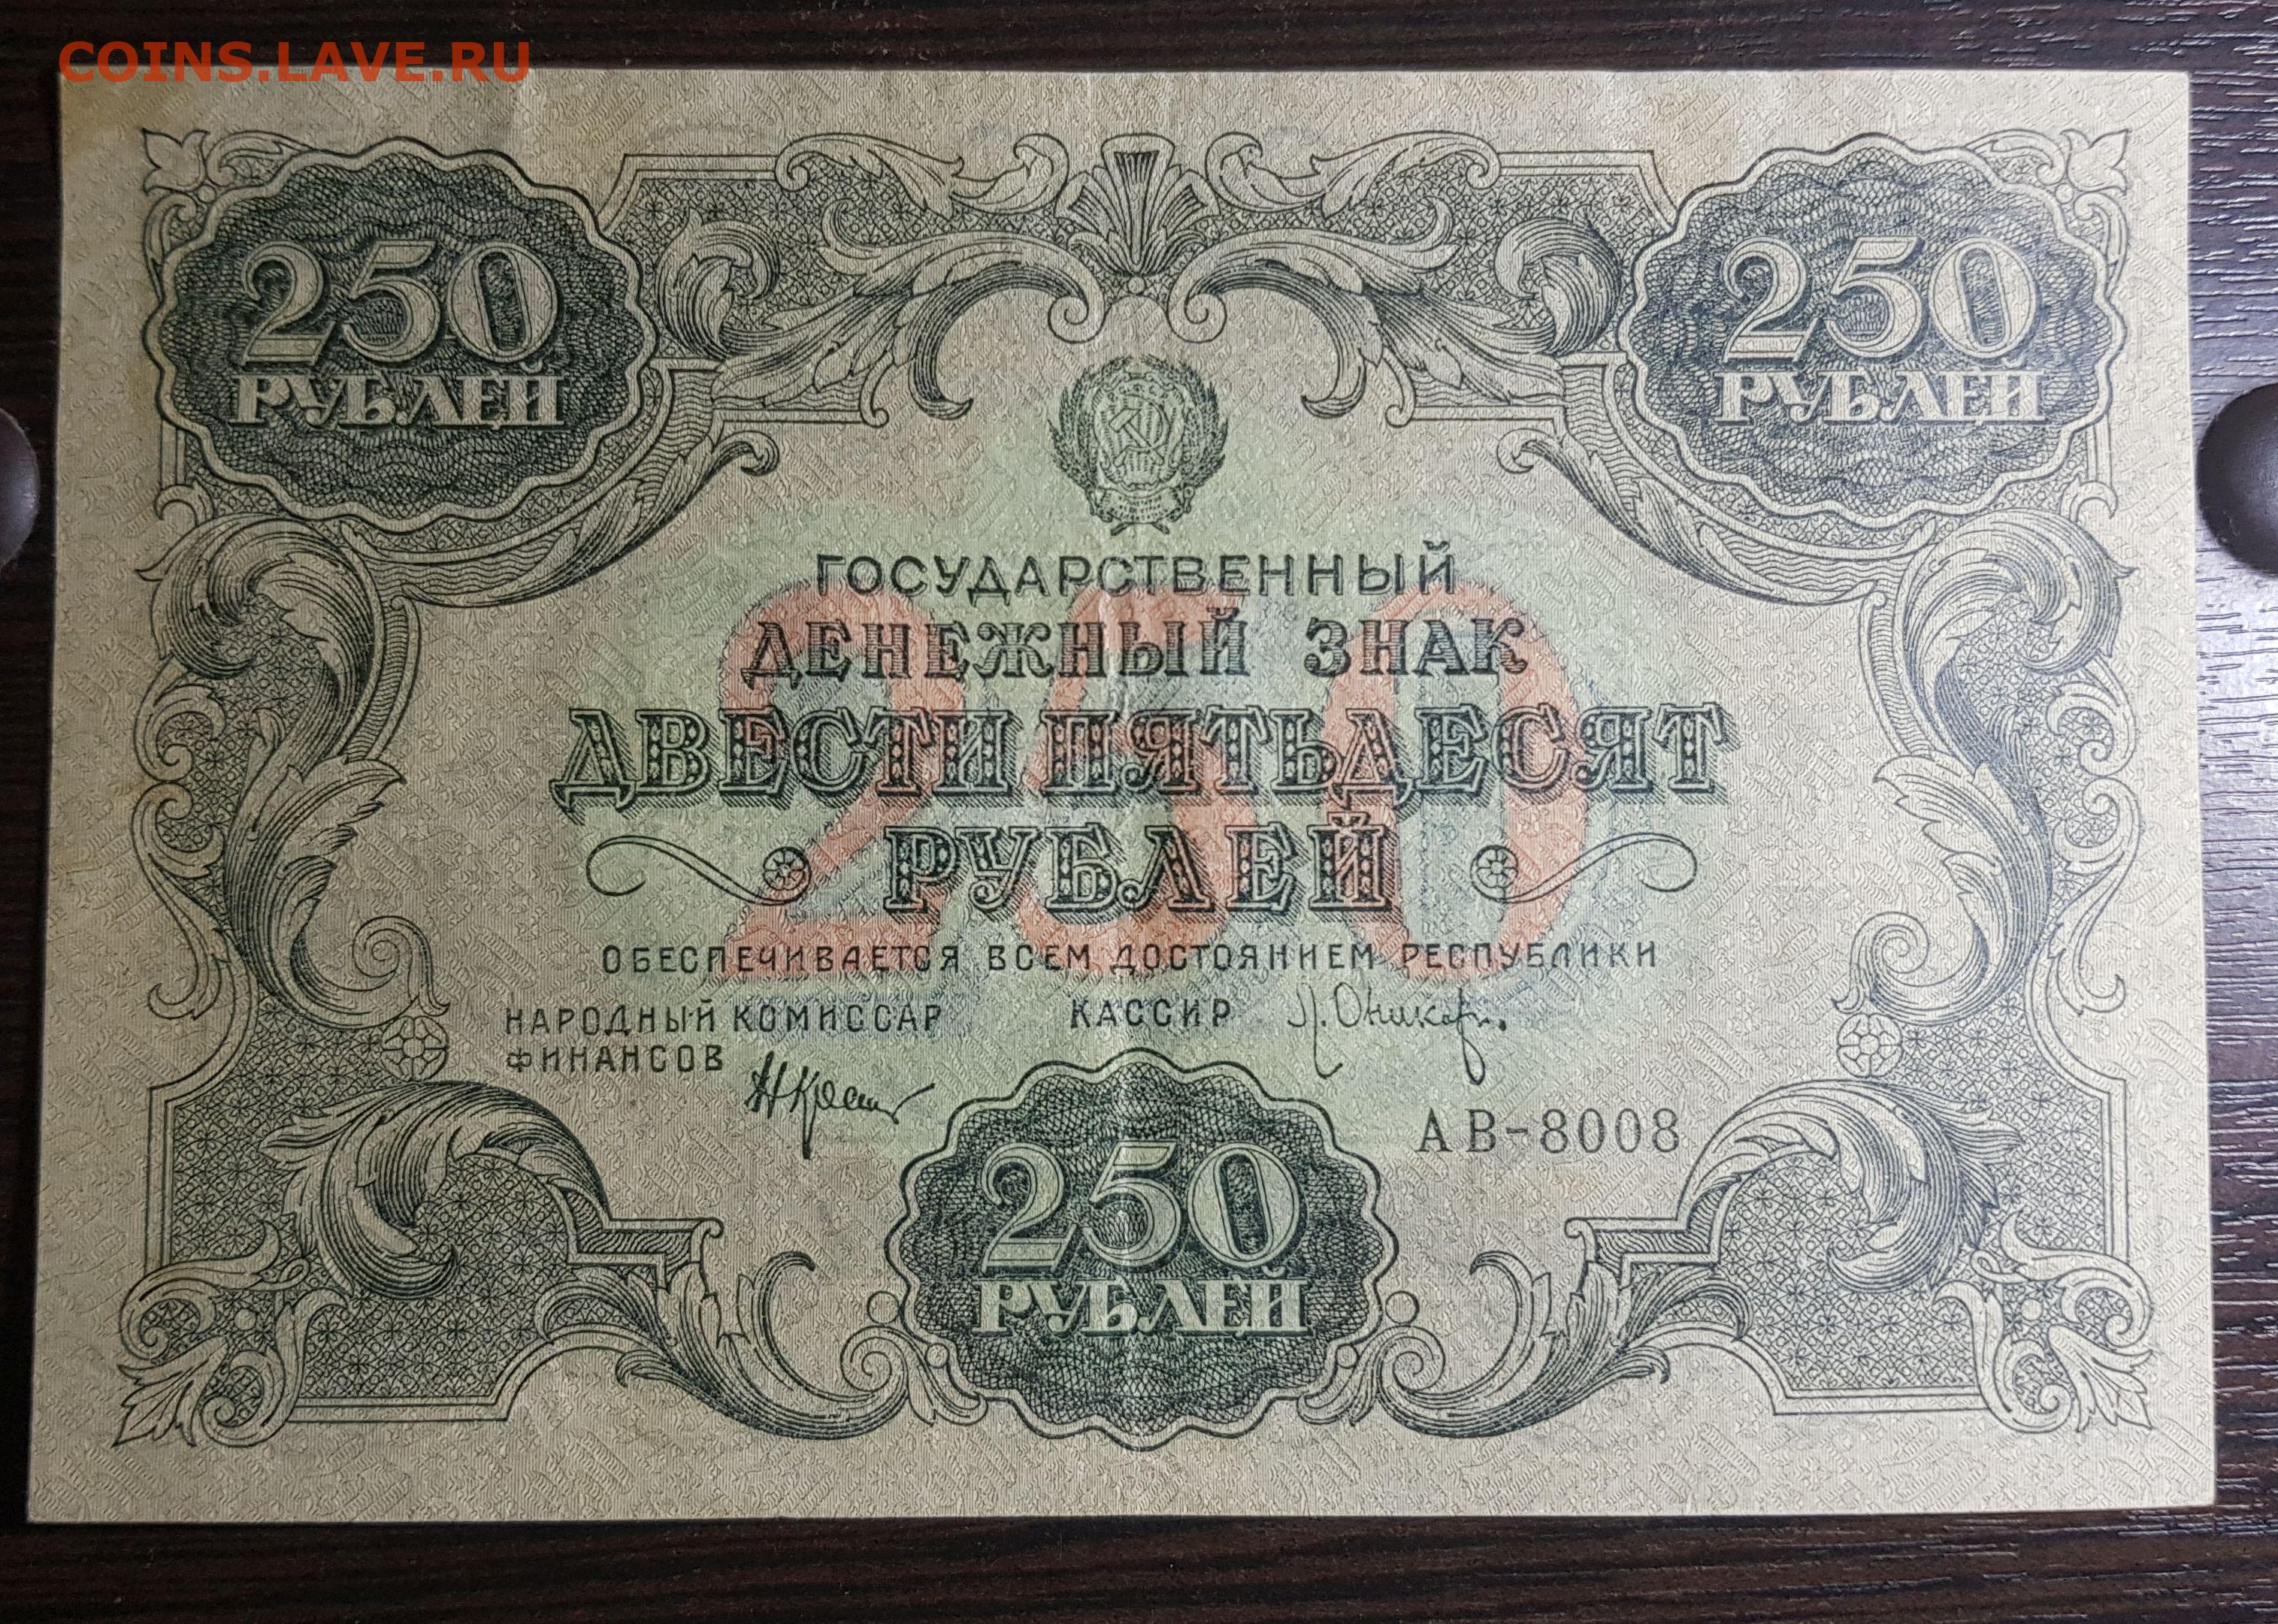 COINS.LAVE.RU
250
РУБЛЕЙ
250
РУБЛЕЙ
ГОСУДАРСТВЕННЫЙ
ДЕНЕЖНЫЙ ЗНАК
250
ДВЕСТИ ПЯТЬДЕСЯТ
РУБЛЕЙ
ОБЕСПЕЧИВАЕТСЯ ВСЕМ ДОСТОЯНИЕМ РЕСПУБЛИКИ
НАРОДНЫЙ КОМИССАР
ФИНАНСОВ
КАССИР
АВ-8008
250
РУБЛЕЙ